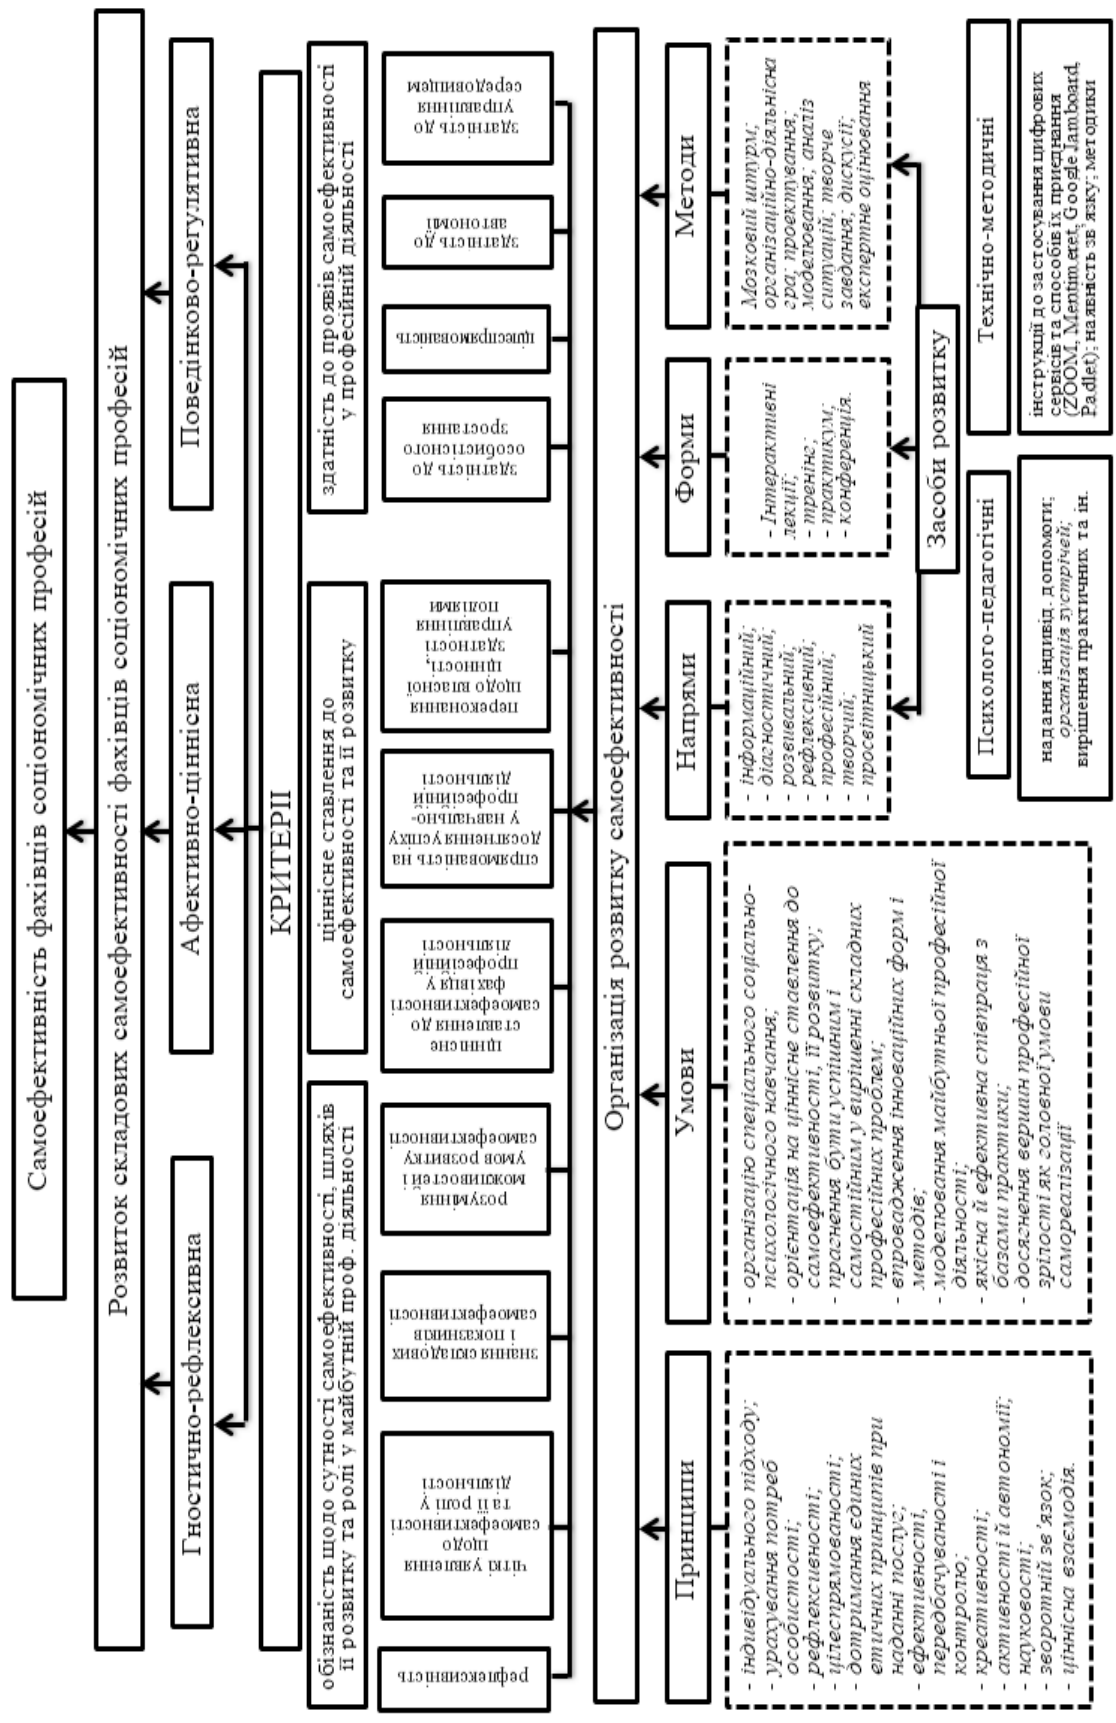 Самоефективність фахівців соціономічних професій
Розвиток складових самоефективності фахівців соціономічних професій
Гностично-рефлексивна
Афективно-ціннісна
Поведінково-регулятивна
КРИТЕРІЇ
обізнаність щодо сутності самоефективності, шляхів
її розвитку та ролі у майбутній проф. діяльності
ціннісне ставлення до
самоефективності та її розвитку
здатність до проявів самоефективності
у професійній діяльності
рефлексивність
чіткі уявлення
щодо
самоефективності
та її ролі у
діяльності
знання складових
і показників
самоефективності
розуміння
можливостей і
умов розвитку
самоефективності
ціннісне
ставлення до
самоефективності
фахівця у
професійній
діяльності
спрямованість на
досягнення успіху
у навчально-
професійній
діяльності
переконання
щодо власної
цінності,
здатності
управління
подіями
здатність до
особистісного
зростання
цілеспрямованість
здатність до
автономії
здатність до
управління
середовищем
Організація розвитку самоефективності
Принципи
Умови
Напрями
Форми
Методи
- індивідуального підходу;
- урахування потреб
особистості;
- рефлексивності;
- цілеспрямованості;
- дотримання єдиних
етичних принципів при
наданні послуг;
- ефективності,
передбачуваності і
контролю;
- креативності;
- активності й автономії;
- науковості;
- зворотній зв'язок;
- ціннісна взаємодія.
- організацію спеціального соціально-
психологічного навчання;
- орієнтація на ціннісне ставлення до
самоефективності, її розвитку;
- прагнення бути успішним і
самостійним у вирішенні складних
професійних проблем;
- впровадження інноваційних форм і
методів;
- моделювання майбутньої професійної
діяльності;
- якісна й ефективна співпраця з
базами практики;
- досягнення вершин професійної
зрілості як головної умови
самореалізації
- інформаційний;
- діагностичний;
- розвивальний;
- рефлексивний;
- професійний;
- творчий;
- просвітницький
- Інтерактивні
лекції;
- тренінг;
- практикум;
- конференція.
Мозковий штурм;
організаційно-діяльнісна
гра; проектування;
моделювання; аналіз
ситуацій; творче
завдання; дискусії;
експертне оцінювання
Засоби розвитку
Психолого-педагогічні
Технічно-методичні
надання індивід. допомоги;
організація зустрічей;
вирішення практичних та ін.
інструкції до застосування цифрових
сервісів та способів їх приєднання
(ZOOM, Mentimeret, Google Jamboard,
Padlet); наявність зв'язку; методики